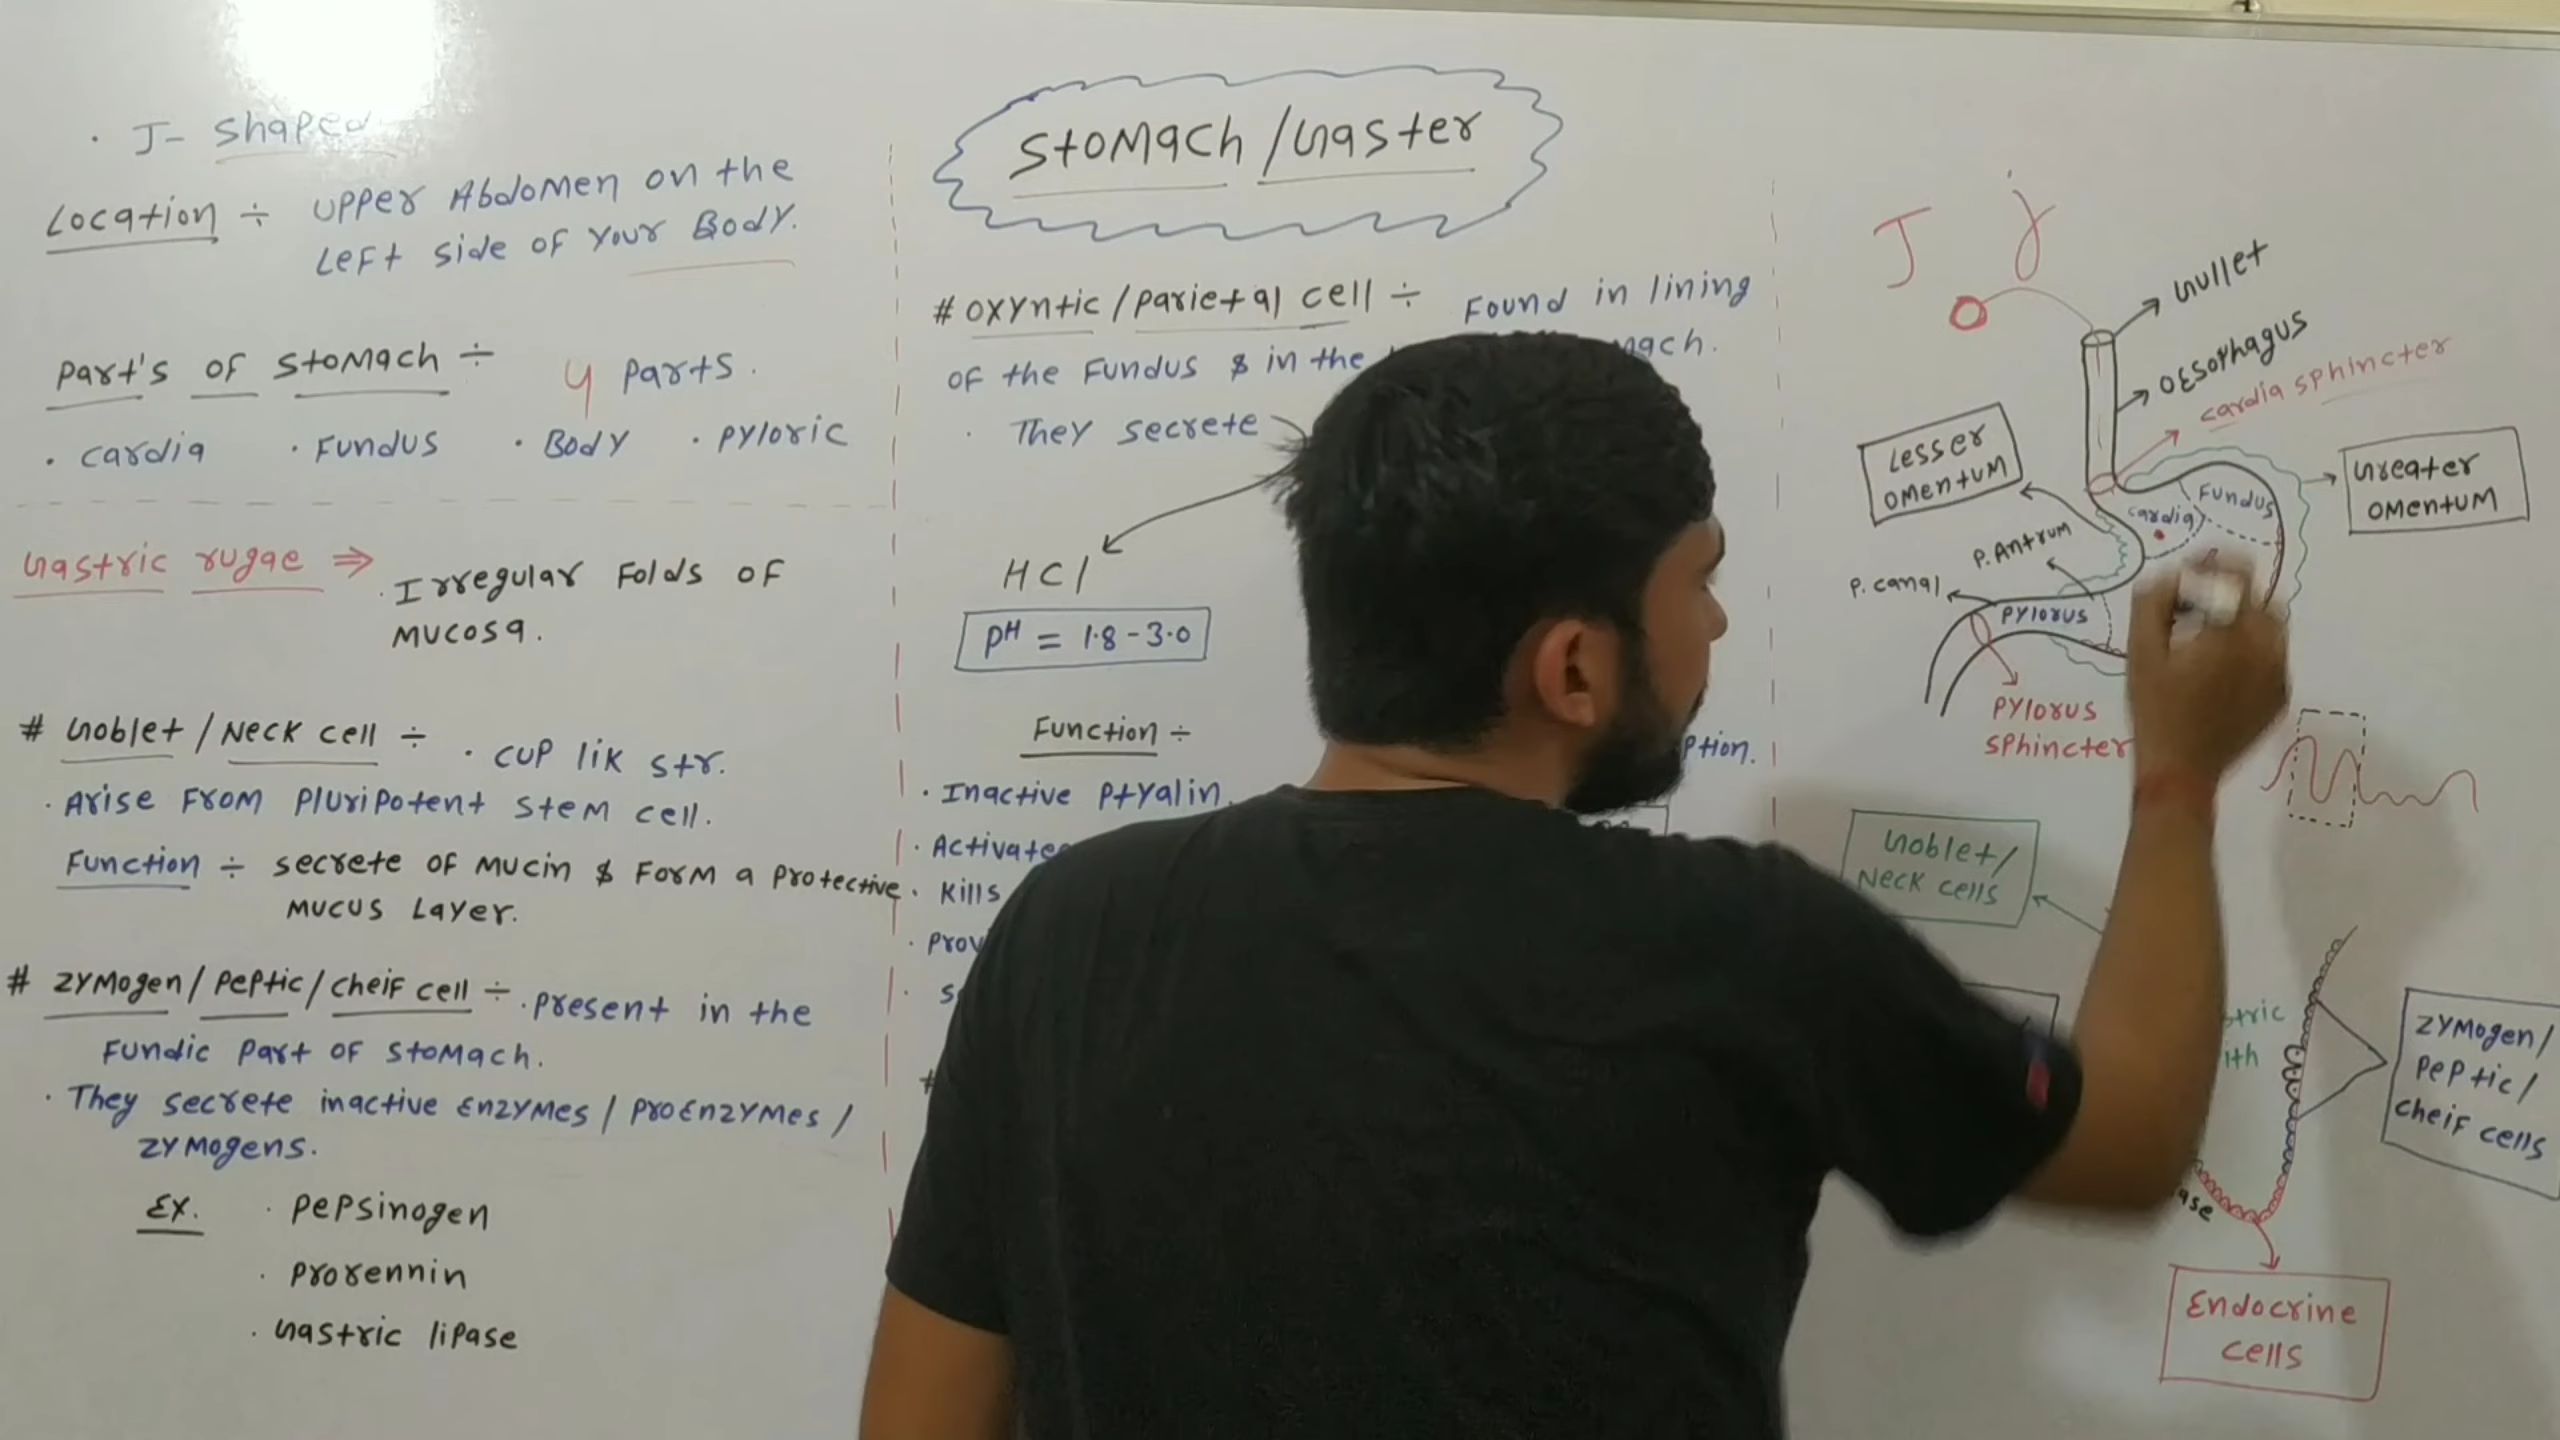 Stomach / Gaster
· J- shaped
Location ÷ Upper Abdomen on the
Left side of your Body.
Part's of Stomach ÷ 4 Parts.
· Cardia · Fundus · Body · Pyloric
Gastric rugae ⇒ · Irregular Folds of
Mucosa.
# Goblet / Neck cell ÷ · Cup lik str.
· Arise From Pluripotent Stem cell.
Function ÷ Secrete of Mucin & Form a Protective
Mucus Layer.
# Zymogen / Peptic / Cheif cell ÷ · Present in the
Fundic Part of Stomach.
· They secrete inactive Enzymes / Proenzymes /
Zymogens.
Ex. · Pepsinogen
· Prorennin
· Gastric lipase
# Oxyntic / Parietal cell ÷ Found in lining
of the Fundus & in the
· They secrete
HCl
PH = 1.8 - 3.0
Function ÷
· Inactive Ptyalin
· Kills
J J
Gullet
Oesophagus
Cardia Sphincter
Lesser
Omentum
Greater
Omentum
Fundus
Cardia
P. Antrum
P. Canal
Pylorus
Pylorus
Sphincter
Goblet /
Neck cells
Zymogen /
Peptic /
Cheif cells
Endocrine
Cells